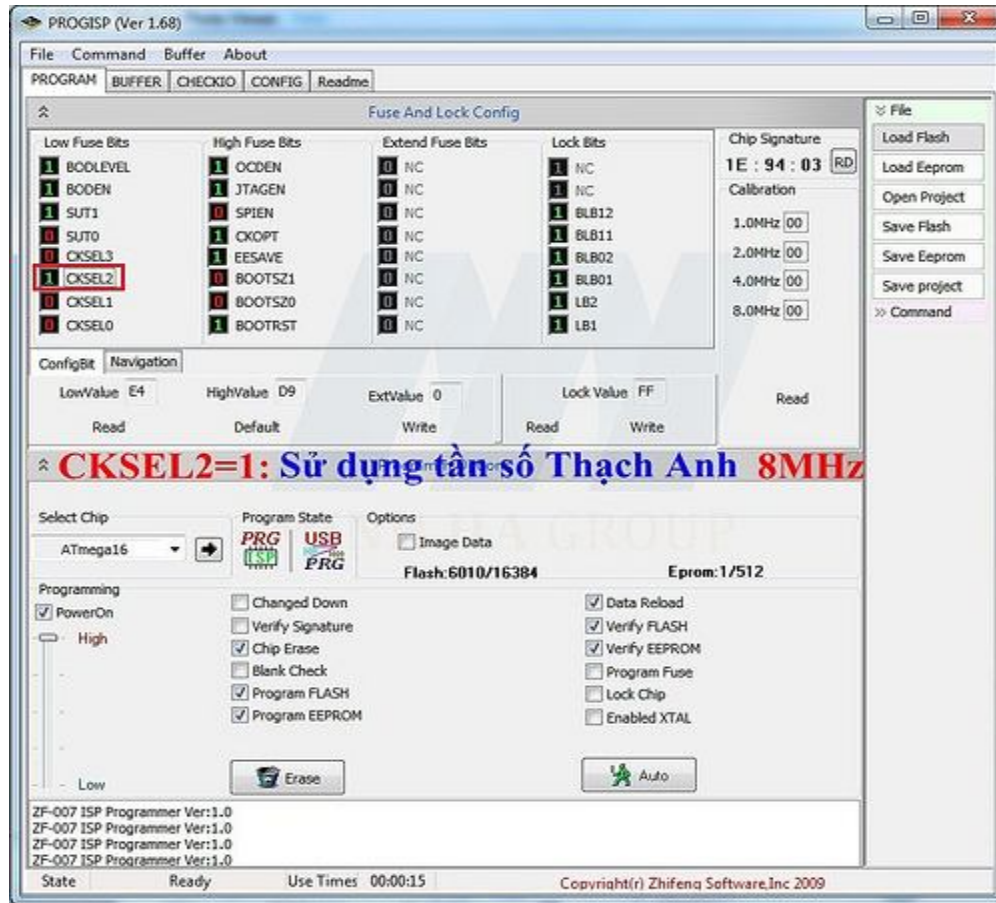 PROGISP (Ver 1.68)
File Command Buffer About
PROGRAM BUFFER CHECKIO CONFIG Readme
Fuse And Lock Config
Low Fuse Bits High Fuse Bits Extend Fuse Bits Lock Bits
1 BODLEVEL 1 OCDEN 0 NC 1 NC
1 BODEN 1 JTAGEN 0 NC 1 NC
1 SUT1 0 SPIEN 0 NC 1 BLB12
0 SUT0 1 CKOPT 0 NC 1 BLB11
0 CKSEL3 1 EESAVE 0 NC 1 BLB02
1 CKSEL2 0 BOOTSZ1 0 NC 1 BLB01
0 CKSEL1 0 BOOTSZ0 0 NC 1 LB2
0 CKSEL0 1 BOOTRST 0 NC 1 LB1
Chip Signature
1E : 94 : 03 RD
Calibration
1.0MHz 00
2.0MHz 00
4.0MHz 00
8.0MHz 00
Read
ConfigBit Navigation
LowValue E4 HighValue D9 ExtValue 0 Lock Value FF
Read Default Write Read Write
File
Load Flash
Load Eeprom
Open Project
Save Flash
Save Eeprom
Save project
Command
CKSEL2=1: Sử dụng tần số Thạch Anh 8MHz
Select Chip Program State Options
ATmega16
PRG
ISP
USB
PRG
Image Data
Flash:6010/16384 Eprom:1/512
HA GROUP
Programming
PowerOn
High
Low
Changed Down
Verify Signature
Chip Erase
Blank Check
Program FLASH
Program EEPROM
Data Reload
Verify FLASH
Verify EEPROM
Program Fuse
Lock Chip
Enabled XTAL
Erase Auto
ZF-007 ISP Programmer Ver:1.0
ZF-007 ISP Programmer Ver:1.0
ZF-007 ISP Programmer Ver:1.0
ZF-007 ISP Programmer Ver:1.0
State Ready Use Times 00:00:15 Copyright(r) Zhifeng Software,Inc 2009